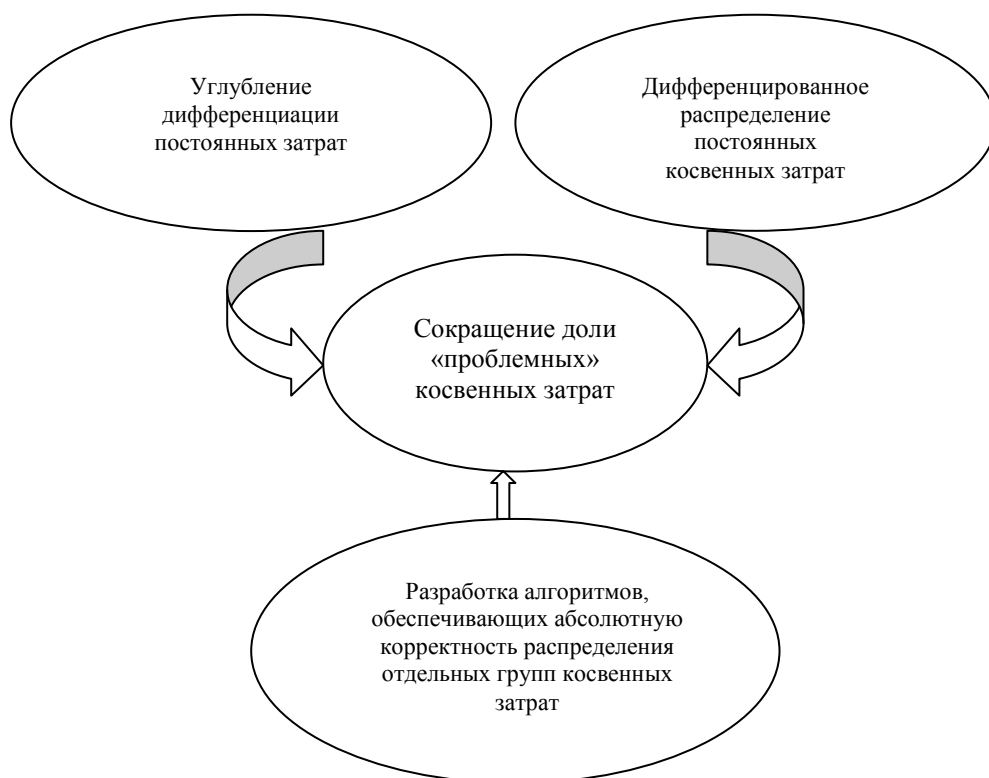 Углубление
дифференциации
постоянных затрат
Дифференцированное
распределение
постоянных
косвенных затрат
Сокращение доли
«проблемных»
косвенных затрат
Разработка алгоритмов,
обеспечивающих абсолютную
корректность распределения
отдельных групп косвенных
затрат